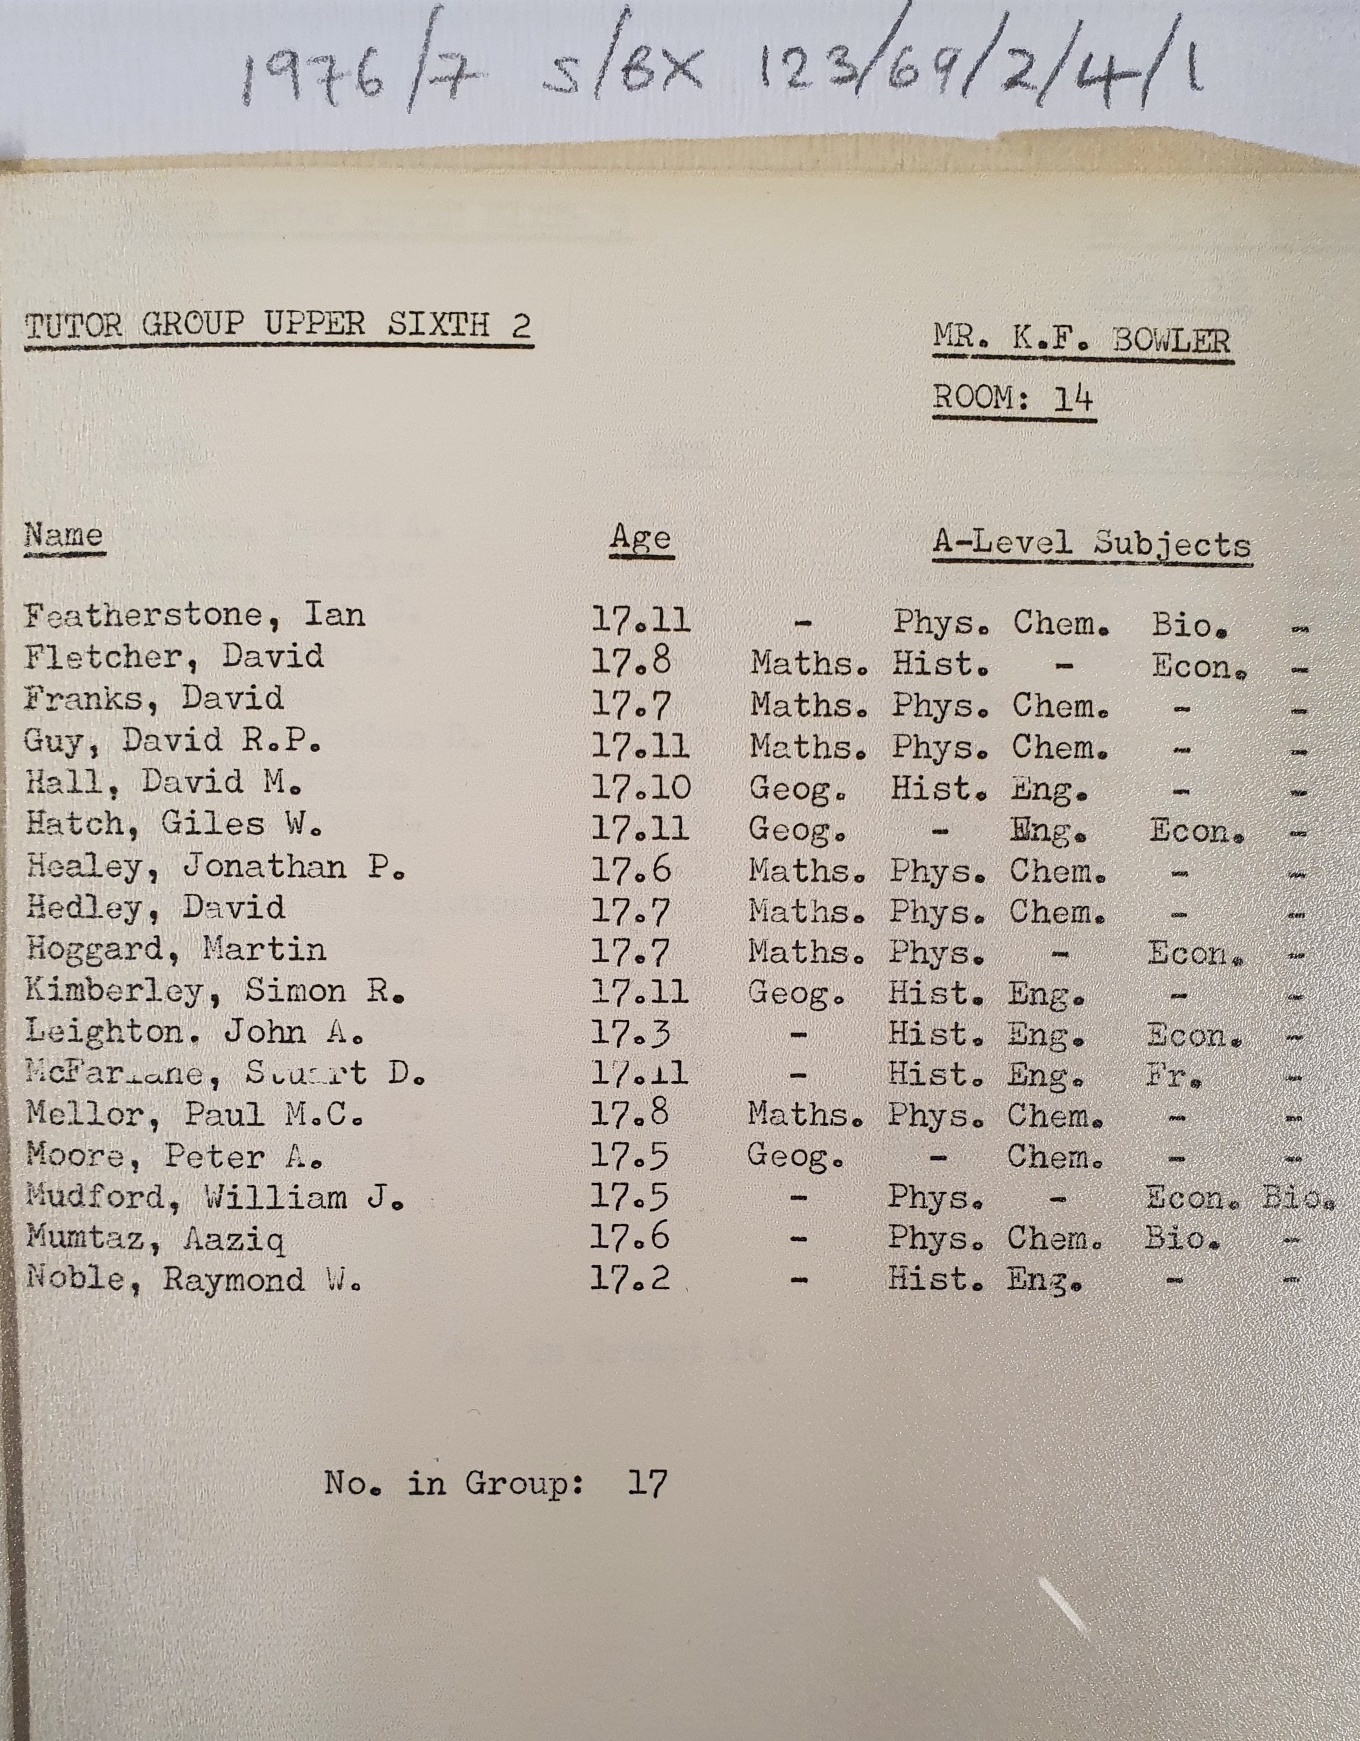 1976/7 S/BX 123/69/2/4/1
TUTOR GROUP UPPER SIXTH 2
MR. K.F. BOWLER
ROOM: 14
Name Age A-Level Subjects
Featherstone, Ian 17.11 - Phys. Chem. Bio. -
Fletcher, David 17.8 Maths. Hist. - Econ. -
Franks, David 17.7 Maths. Phys. Chem. - -
Guy, David R.P. 17.11 Maths. Phys. Chem. - -
Hall, David M. 17.10 Geog. Hist. Eng. - -
Hatch, Giles W. 17.11 Geog. - Eng. Econ. -
Healey, Jonathan P. 17.6 Maths. Phys. Chem. - -
Hedley, David 17.7 Maths. Phys. Chem. - -
Hoggard, Martin 17.7 Maths. Phys. - Econ. -
Kimberley, Simon R. 17.11 Geog. Hist. Eng. - -
Leighton. John A. 17.3 - Hist. Eng. Econ. -
McFarlane, Stuart D. 17.11 - Hist. Eng. Fr. -
Mellor, Paul M.C. 17.8 Maths. Phys. Chem. - -
Moore, Peter A. 17.5 Geog. - Chem. - -
Mudford, William J. 17.5 - Phys. - Econ. Bio.
Mumtaz, Aaziq 17.6 - Phys. Chem. Bio. -
Noble, Raymond W. 17.2 - Hist. Eng. - -
No. in Group: 17